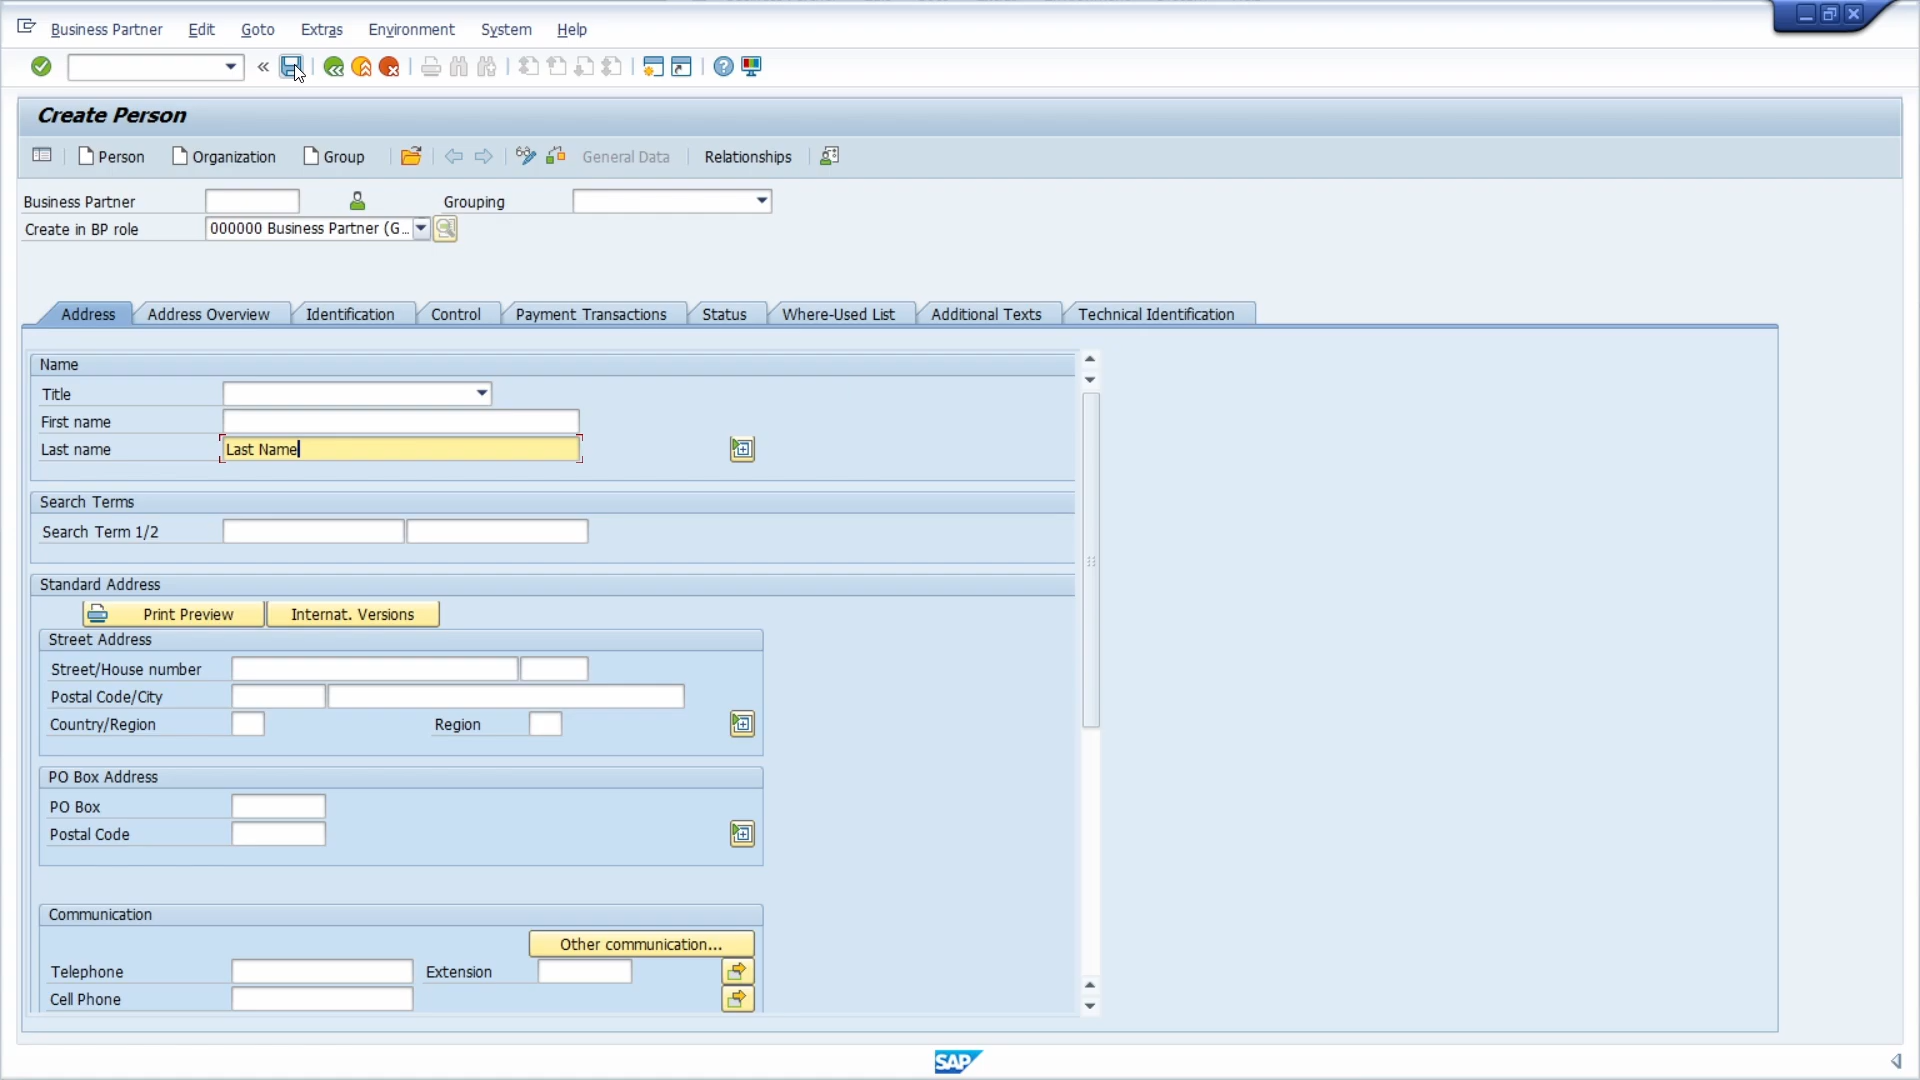 Business Partner Edit Goto Extras Environment System Help
Create Person
Person Organization Group General Data Relationships
Business Partner Grouping
Create in BP role 000000 Business Partner (G...
Address Address Overview Identification Control Payment Transactions Status Where-Used List Additional Texts Technical Identification
Name
Title
First name
Last name Last Name
Search Terms
Search Term 1/2
Standard Address
Print Preview Internat. Versions
Street Address
Street/House number
Postal Code/City
Country/Region Region
PO Box Address
PO Box
Postal Code
Communication
Other communication...
Telephone Extension
Cell Phone
SAP